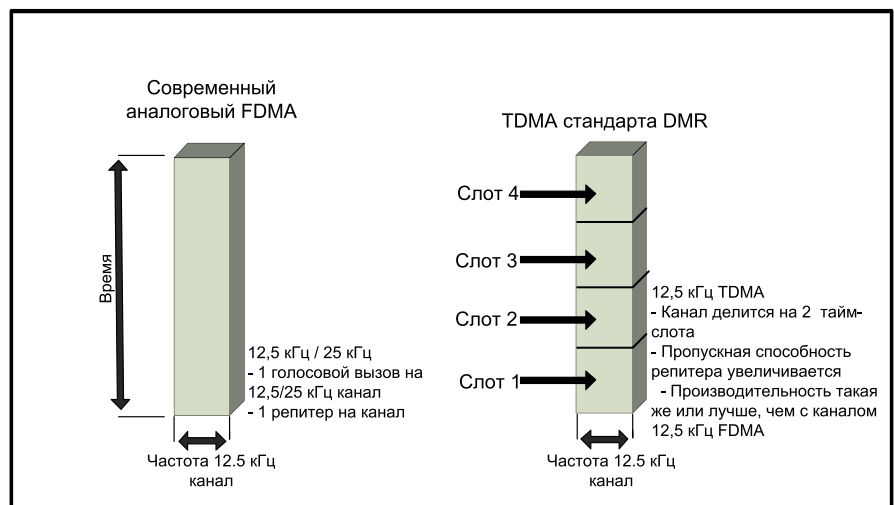 Современный
аналоговый FDMA
Время
12,5 кГц / 25 кГц
- 1 голосовой вызов на
12,5/25 кГц канал
- 1 репитер на канал
Частота 12.5 кГц
канал
TDMA стандарта DMR
Слот 4
Слот 3
Слот 2
Слот 1
12,5 кГц TDMA
- Канал делится на 2 тайм-
слота
- Пропускная способность
репитера увеличивается
- Производительность такая
же или лучше, чем с каналом
12,5 кГц FDMA
Частота 12.5 кГц
канал